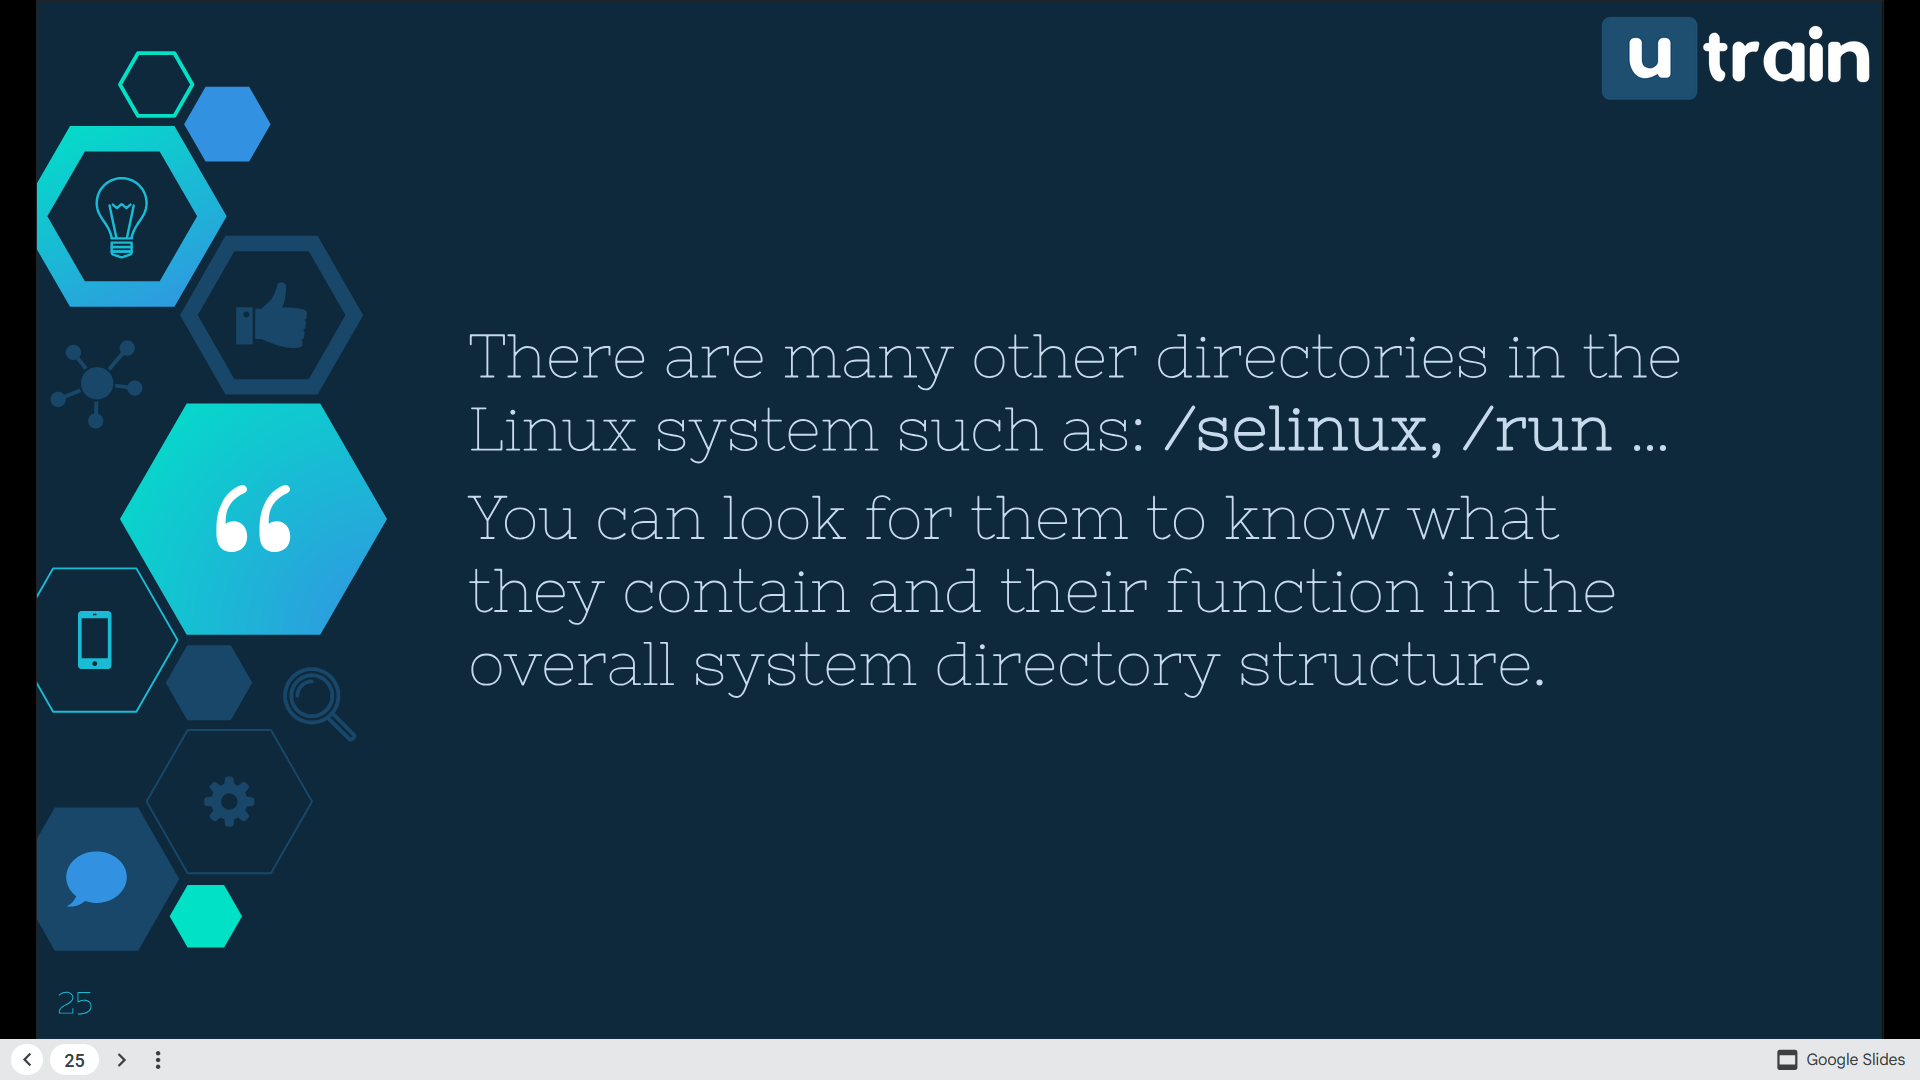 u train
There are many other directories in the
Linux system such as: /selinux, /run ...
You can look for them to know what
they contain and their function in the
overall system directory structure.
25
25
Google Slides